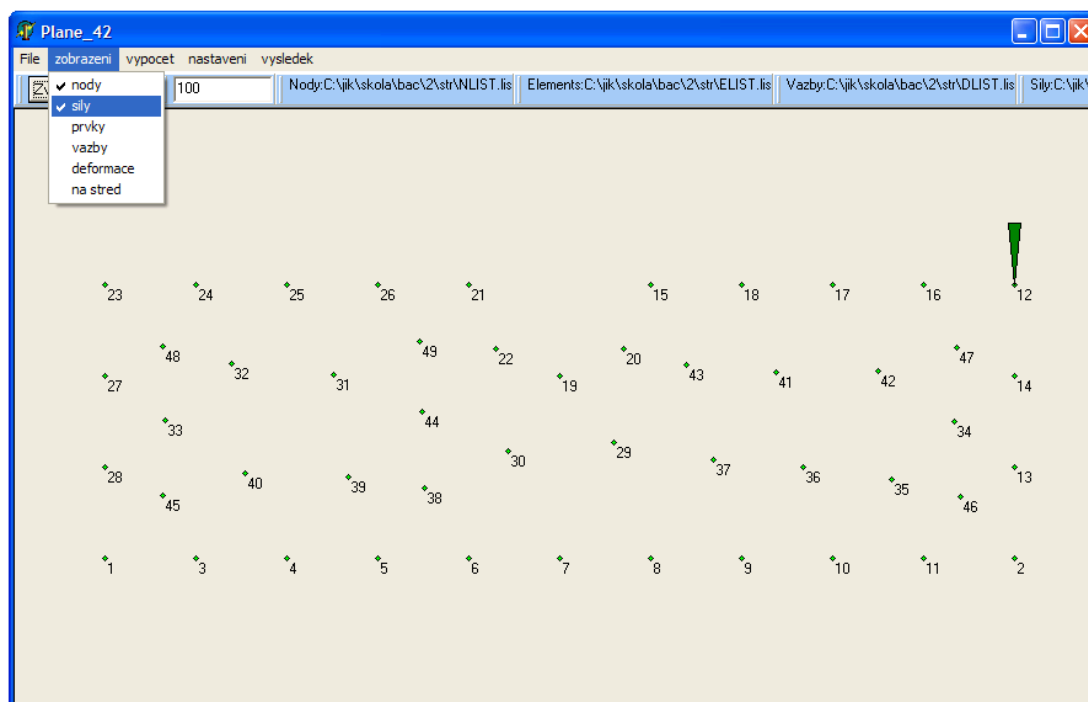 Plane_42
File zobrazeni vypocet nastaveni vysledek
100 Nody:C:\jik\skola\bac\2\str\NLIST.lis Elements:C:\jik\skola\bac\2\str\ELIST.lis Vazby:C:\jik\skola\bac\2\str\DLIST.lis Sily:C:\jik\
nody
sily
prvky
vazby
deformace
na stred
23 24 25 26 21 15 18 17 16 12
48 32 31 49 22 20 43 41 42 47
27 19 14
33 44 34
28 40 39 38 30 29 37 36 35 13
45 46
1 3 4 5 6 7 8 9 10 11 2